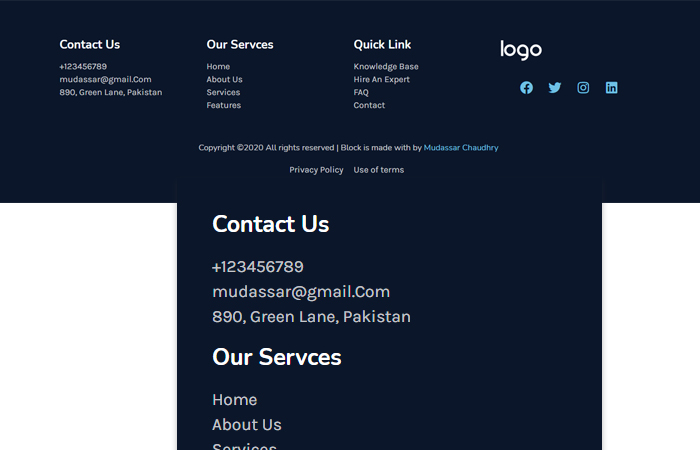 Contact Us
+123456789
mudassar@gmail.Com
890, Green Lane, Pakistan
Our Servces
Home
About Us
Services
Features
Quick Link
Knowledge Base
Hire An Expert
FAQ
Contact
logo
Copyright ©2020 All rights reserved | Block is made with by Mudassar Chaudhry
Privacy Policy Use of terms
Contact Us
+123456789
mudassar@gmail.Com
890, Green Lane, Pakistan
Our Servces
Home
About Us
Services